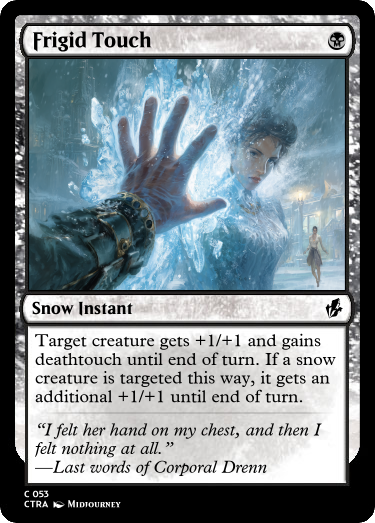 Frigid Touch
Snow Instant
Target creature gets +1/+1 and gains
deathtouch until end of turn. If a snow
creature is targeted this way, it gets an
additional +1/+1 until end of turn.
“I felt her hand on my chest, and then I
felt nothing at all.”
—Last words of Corporal Drenn
C 053
CTRA Midjourney